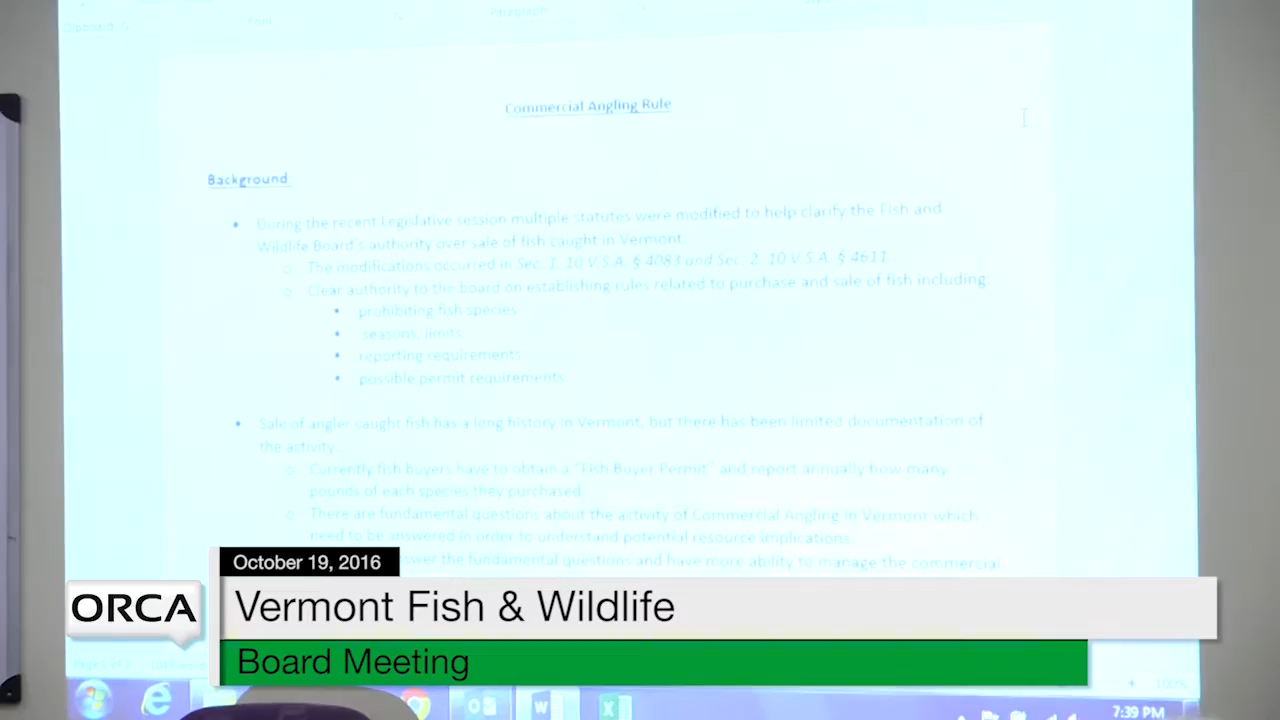 Clipboard
Font
Paragraph
Commercial Angling Rule
Background
During the recent Legislative session multiple statutes were modified to help clarify the Fish and
Wildlife Board's authority over sale of fish caught in Vermont.
The modifications occurred in Sec. 1. 10 V.S.A. § 4083 and Sec. 2. 10 V.S.A. § 4611.
Clear authority to the board on establishing rules related to purchase and sale of fish including:
prohibiting fish species
seasons, limits
reporting requirements
possible permit requirements
Sale of angler caught fish has a long history in Vermont, but there has been limited documentation of
the activity.
Currently fish buyers have to obtain a "Fish Buyer Permit" and report annually how many
pounds of each species they purchased.
There are fundamental questions about the activity of Commercial Angling in Vermont which
need to be answered in order to understand potential resource implications.
the fundamental questions and have more ability to manage the commercial
October 19, 2016
ORCA
Vermont Fish & Wildlife
Board Meeting
100%
7:39 PM